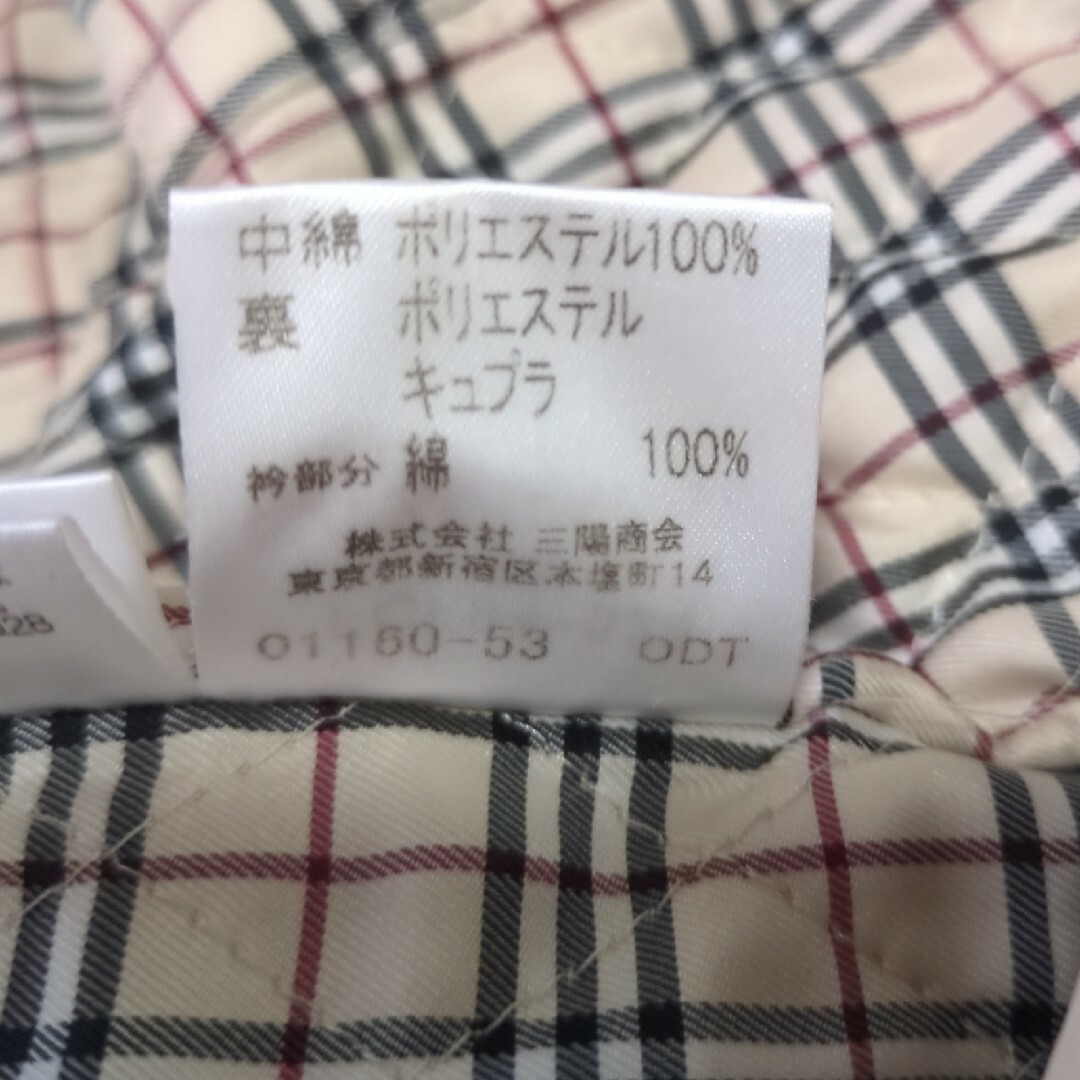 中綿 ポリエステル100%
裏 ポリエステル
キュプラ
衿部分 綿 100%
株式会社 三陽商会
東京都新宿区本塩町14
01160-53 ODT